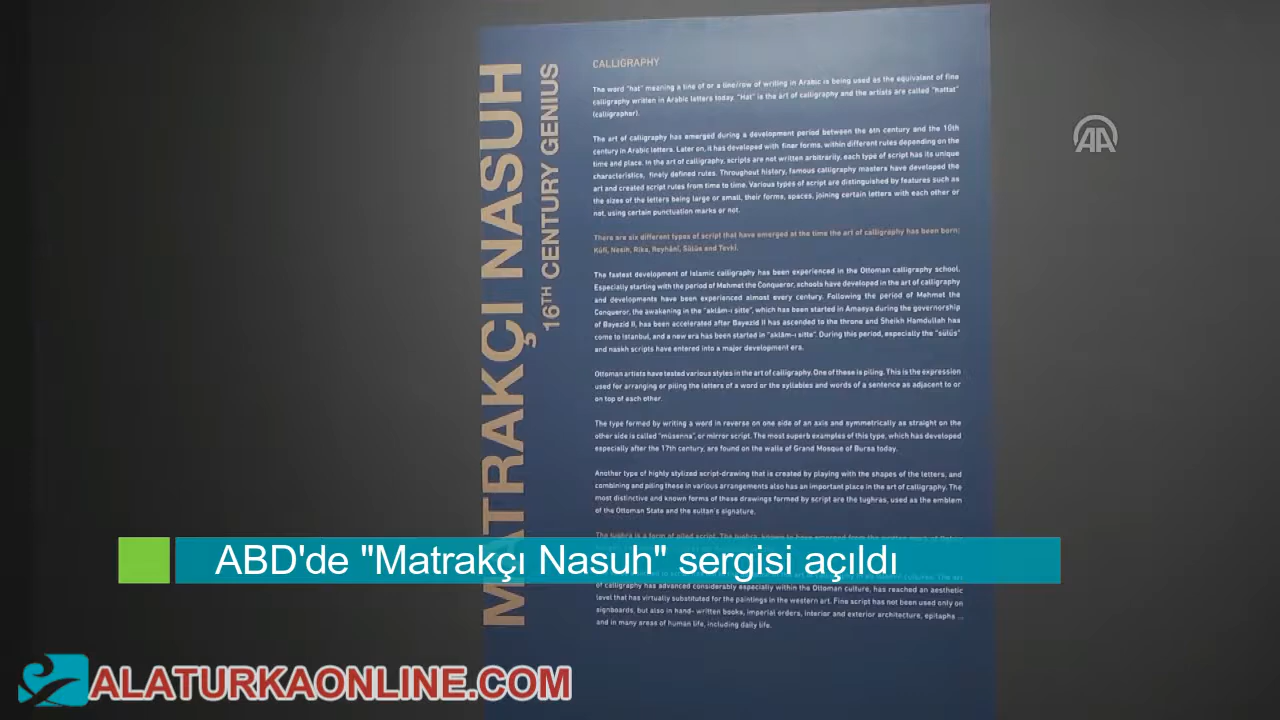 MATRAKÇI NASUH
16TH CENTURY GENIUS
CALLIGRAPHY
The word "hat" meaning a line of or a line/row of writing in Arabic is being used as the equivalent of fine
calligraphy written in Arabic letters today. "Hat" is the art of calligraphy and the artists are called "hattat"
(calligrapher).
The art of calligraphy has emerged during a development period between the 6th century and the 10th
century in Arabic letters. Later on, it has developed with finer forms, within different rules depending on the
time and place. In the art of calligraphy, scripts are not written arbitrarily, each type of script has its unique
characteristics, finely defined rules. Throughout history, famous calligraphy masters have developed the
art and created script rules from time to time. Various types of script are distinguished by features such as
the sizes of the letters being large or small, their forms, spaces, joining certain letters with each other or
not, using certain punctuation marks or not.
There are six different types of script that have emerged at the time the art of calligraphy has been born;
Kûfî, Nesih, Rika, Reyhânî, Sülüs and Tevkî.
The fastest development of Islamic calligraphy has been experienced in the Ottoman calligraphy school.
Especially starting with the period of Mehmet the Conqueror, schools have developed in the art of calligraphy
and developments have been experienced almost every century. Following the period of Mehmet the
Conqueror, the awakening in the "aklâm-ı sitte", which has been started in Amasya during the governorship
of Bayezid II, has been accelerated after Bayezid II has ascended to the throne and Sheikh Hamdullah has
come to Istanbul, and a new era has been started in "aklâm-ı sitte". During this period, especially the "sülüs"
and naskh scripts have entered into a major development era.
Ottoman artists have tested various styles in the art of calligraphy. One of these is piling. This is the expression
used for arranging or piling the letters of a word or the syllables and words of a sentence as adjacent to or
on top of each other.
The type formed by writing a word in reverse on one side of an axis and symmetrically as straight on the
other side is called "müsenna", or mirror script. The most superb examples of this type, which has developed
especially after the 17th century, are found on the walls of Grand Mosque of Bursa today.
Another type of highly stylized script-drawing that is created by playing with the shapes of the letters, and
combining and piling these in various arrangements also has an important place in the art of calligraphy. The
most distinctive and known forms of these drawings formed by script are the tughras, used as the emblem
of the Ottoman State and the sultan's signature.
The tughra is a form of piled script. The tughra, known to have emerged from the
of calligraphy has advanced considerably especially within the Ottoman culture, has reached an aesthetic
level that has virtually substituted for the paintings in the western art. Fine script has not been used only on
signboards, but also in hand- written books, imperial orders, interior and exterior architecture, epitaphs ...
and in many areas of human life, including daily life.
AA
ABD'de "Matrakçı Nasuh" sergisi açıldı
ALATURKAONLINE.COM